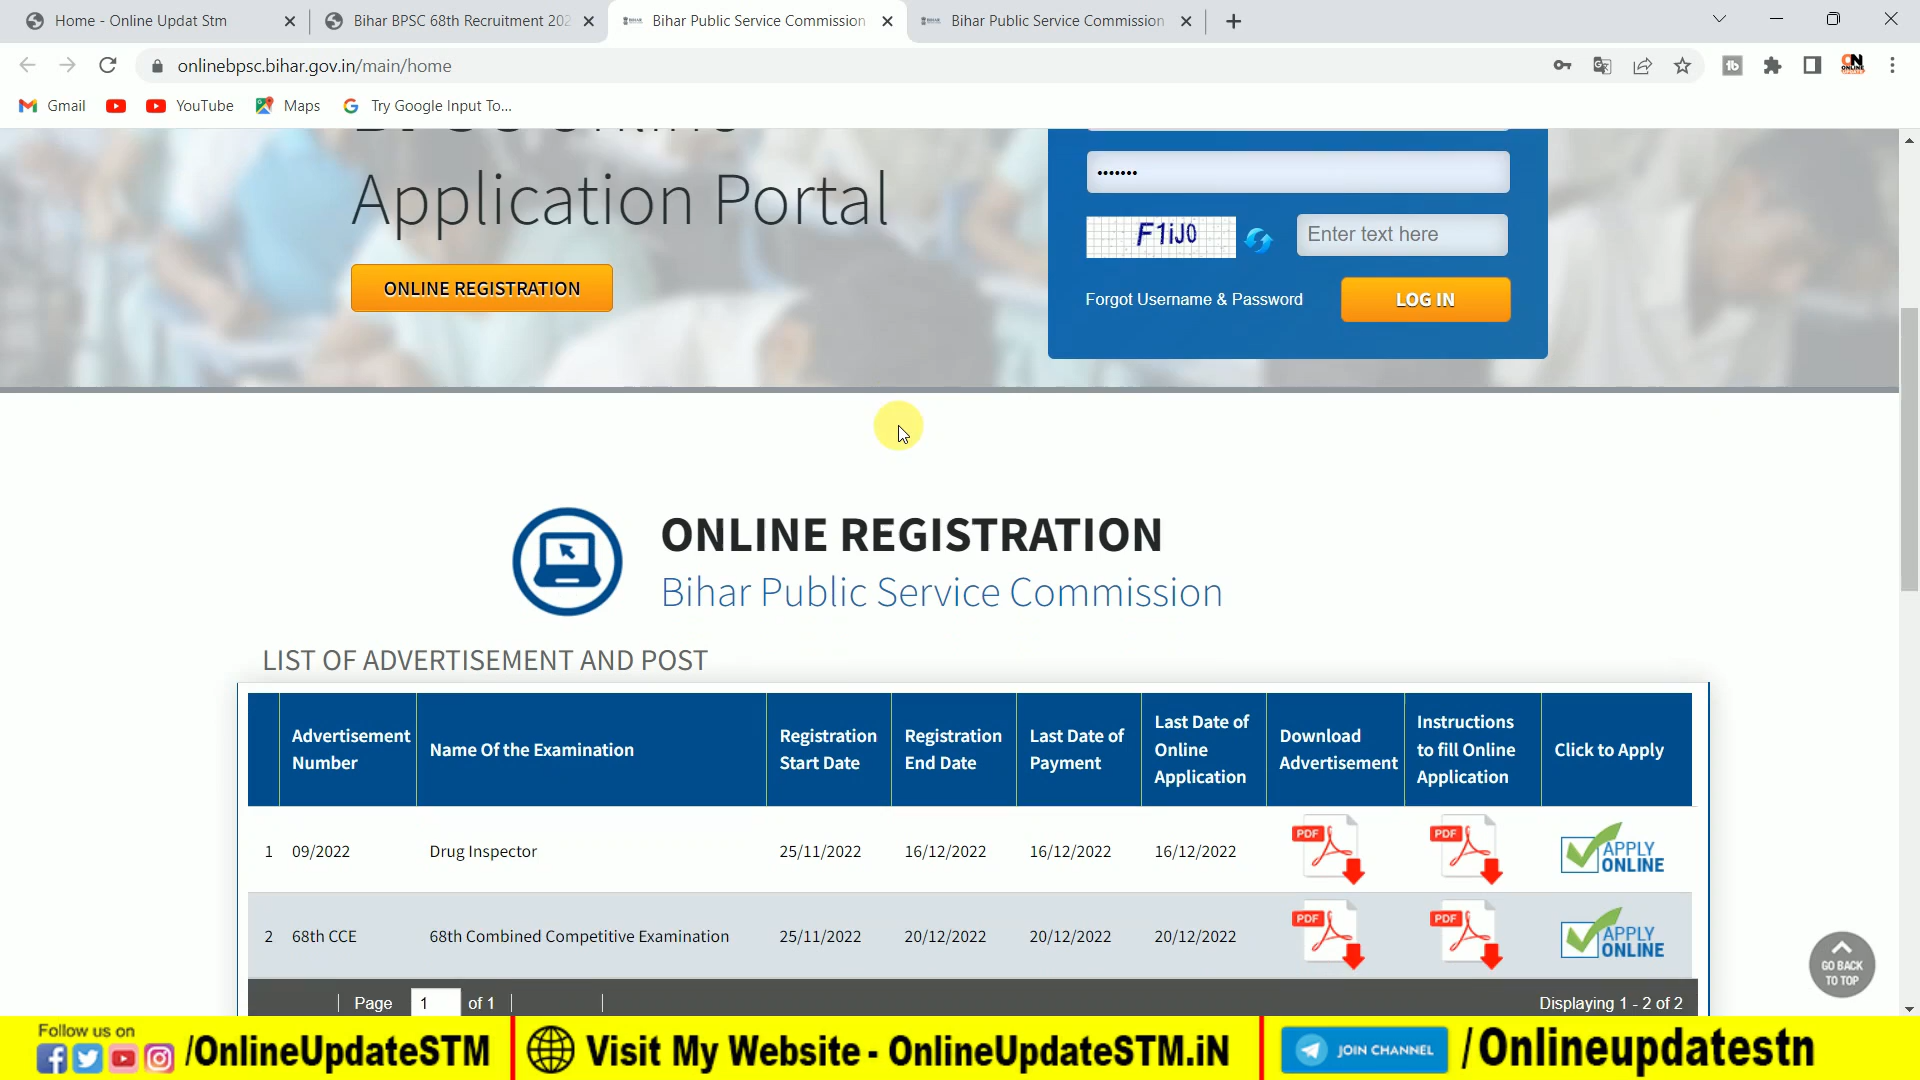 Home - Online Updat Stm
Bihar BPSC 68th Recruitment 202
Bihar Public Service Commission
Bihar Public Service Commission
onlinebpsc.bihar.gov.in/main/home
Gmail
YouTube
Maps
Try Google Input To...
Application Portal
ONLINE REGISTRATION
•••••••
F1iJ0
Enter text here
Forgot Username & Password
LOG IN
ONLINE REGISTRATION
Bihar Public Service Commission
LIST OF ADVERTISEMENT AND POST
Advertisement Number
Name Of the Examination
Registration Start Date
Registration End Date
Last Date of Payment
Last Date of Online Application
Download Advertisement
Instructions to fill Online Application
Click to Apply
1 09/2022 Drug Inspector 25/11/2022 16/12/2022 16/12/2022 16/12/2022 PDF PDF APPLY ONLINE
2 68th CCE 68th Combined Competitive Examination 25/11/2022 20/12/2022 20/12/2022 20/12/2022 PDF PDF APPLY ONLINE
Page 1 of 1
Displaying 1 - 2 of 2
GO BACK
TO TOP
Follow us on
/OnlineUpdateSTM
Visit My Website - OnlineUpdateSTM.iN
JOIN CHANNEL
/Onlineupdatestn